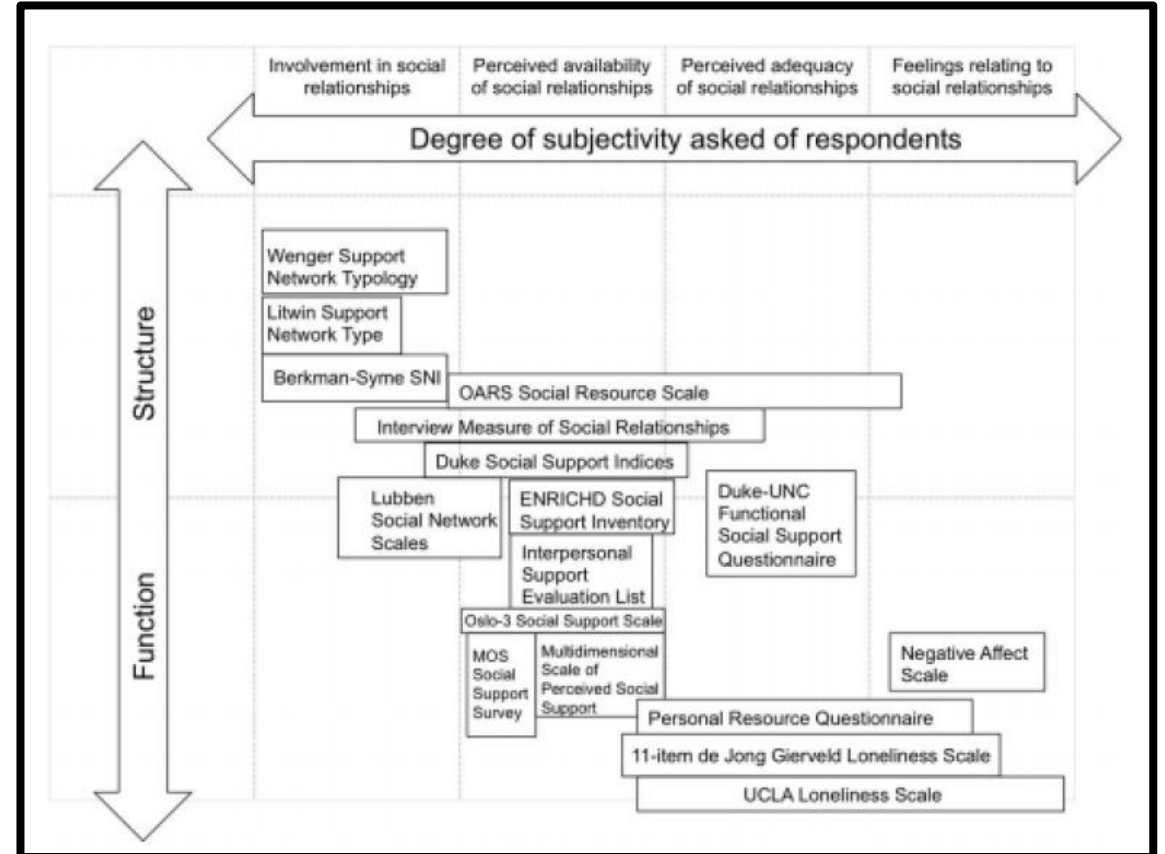 Involvement in social
relationships
Perceived availability
of social relationships
Perceived adequacy
of social relationships
Feelings relating to
social relationships
Degree of subjectivity asked of respondents
Structure
Function
Wenger Support
Network Typology
Litwin Support
Network Type
Berkman-Syme SNI
OARS Social Resource Scale
Interview Measure of Social Relationships
Duke Social Support Indices
Lubben
Social Network
Scales
ENRICHD Social
Support Inventory
Duke-UNC
Functional
Social Support
Questionnaire
Interpersonal
Support
Evaluation List
Oslo-3 Social Support Scale
MOS
Social
Support
Survey
Multidimensional
Scale of
Perceived Social
Support
Negative Affect
Scale
Personal Resource Questionnaire
11-item de Jong Gierveld Loneliness Scale
UCLA Loneliness Scale